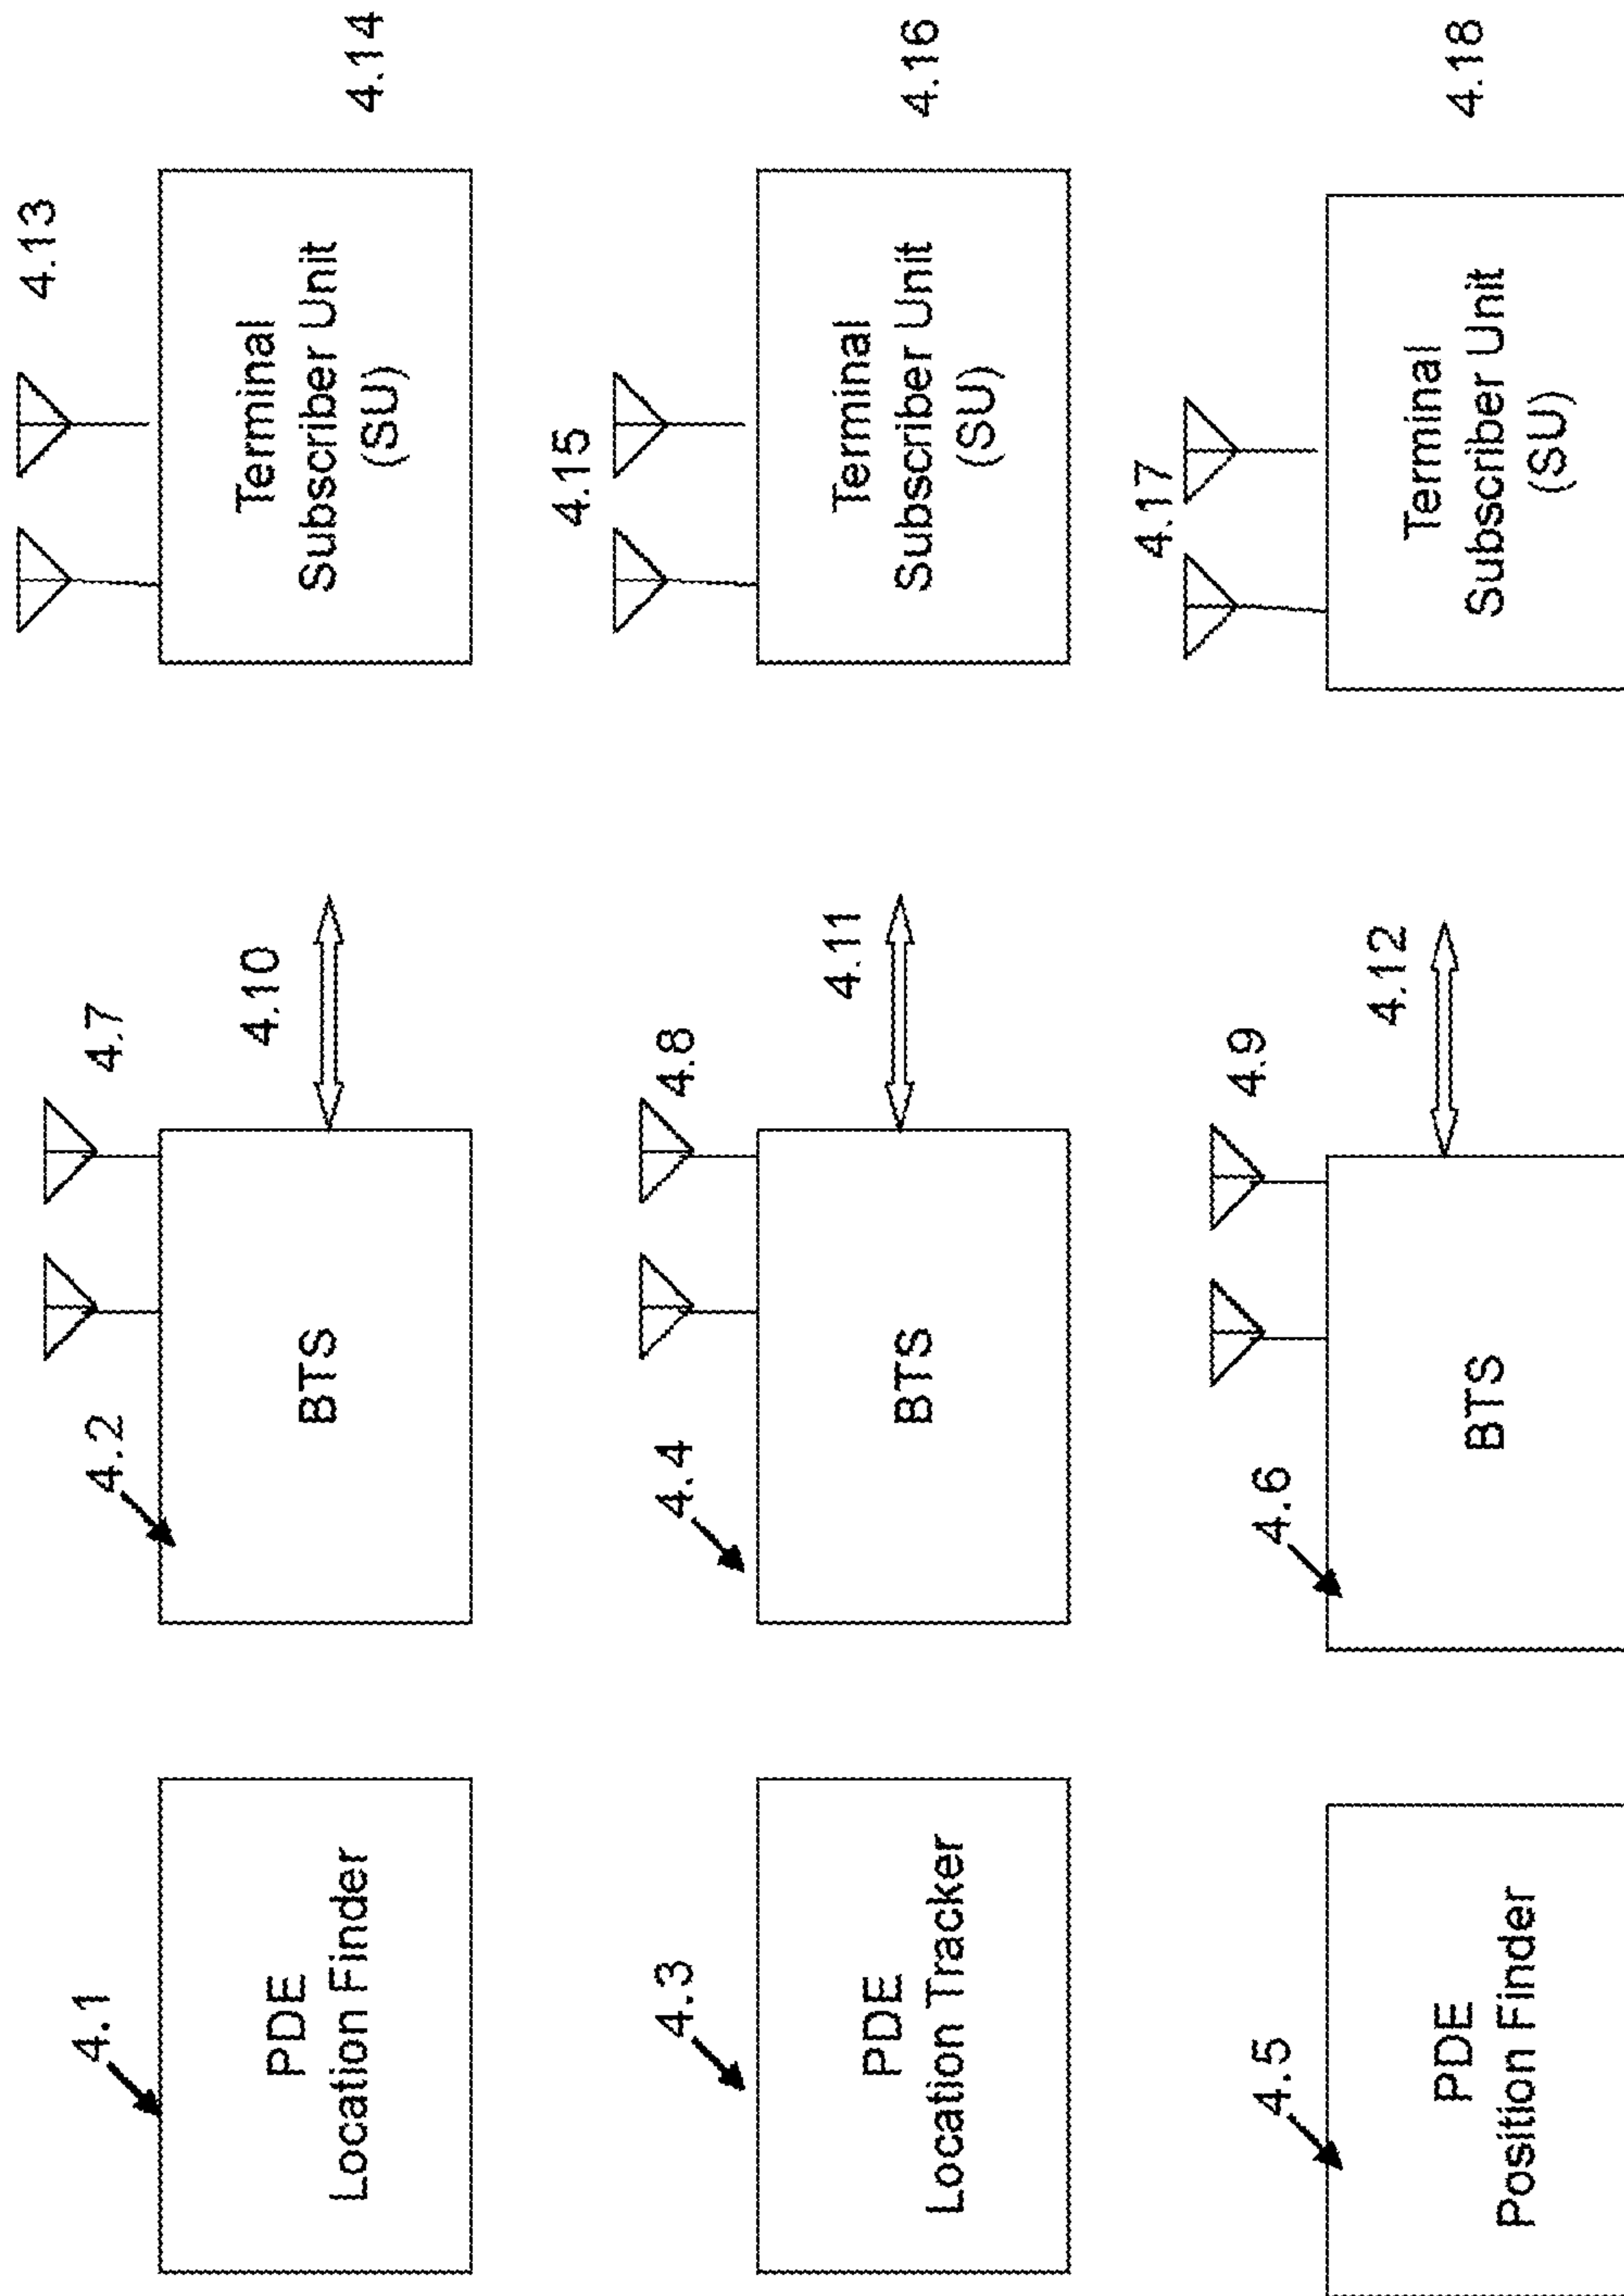 4.1
PDE
Location Finder
4.2
BTS
4.7
4.10
4.13
Terminal
Subscriber Unit
(SU)
4.14
4.3
PDE
Location Tracker
4.4
BTS
4.8
4.11
4.15
Terminal
Subscriber Unit
(SU)
4.16
4.5
PDE
Position Finder
4.6
BTS
4.9
4.12
4.17
Terminal
Subscriber Unit
(SU)
4.18